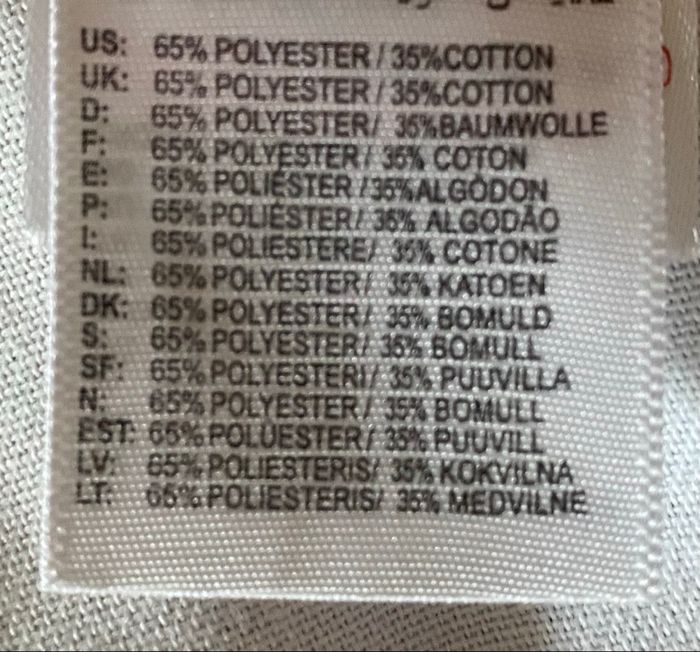 US: 65% POLYESTER / 35%COTTON
UK: 65% POLYESTER / 35%COTTON
D: 65% POLYESTER/ 35%BAUMWOLLE
F: 65% POLYESTER/ 35% COTON
E: 65% POLIÉSTER /35%ALGODÓN
P: 65% POLIÉSTER/ 35% ALGODÃO
I: 65% POLIESTERE/ 35% COTONE
NL: 65% POLYESTER/ 35% KATOEN
DK: 65% POLYESTER/ 35% BOMULD
S: 65% POLYESTER/ 35% BOMULL
SF: 65% POLYESTERI/ 35% PUUVILLA
N: 65% POLYESTER/ 35% BOMULL
EST: 65% POLUESTER/ 35% PUUVILL
LV: 65% POLIESTERIS/ 35% KOKVILNA
LT: 65% POLIESTERIS/ 35% MEDVILNE